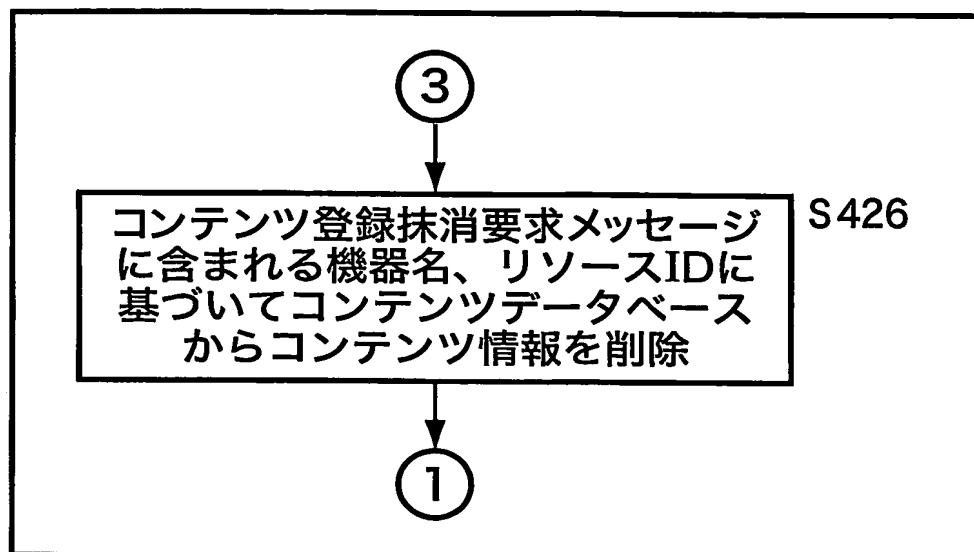 3
コンテンツ登録抹消要求メッセージ
に含まれる機器名、リソースIDに
基づいてコンテンツデータベース
からコンテンツ情報を削除
S426
1